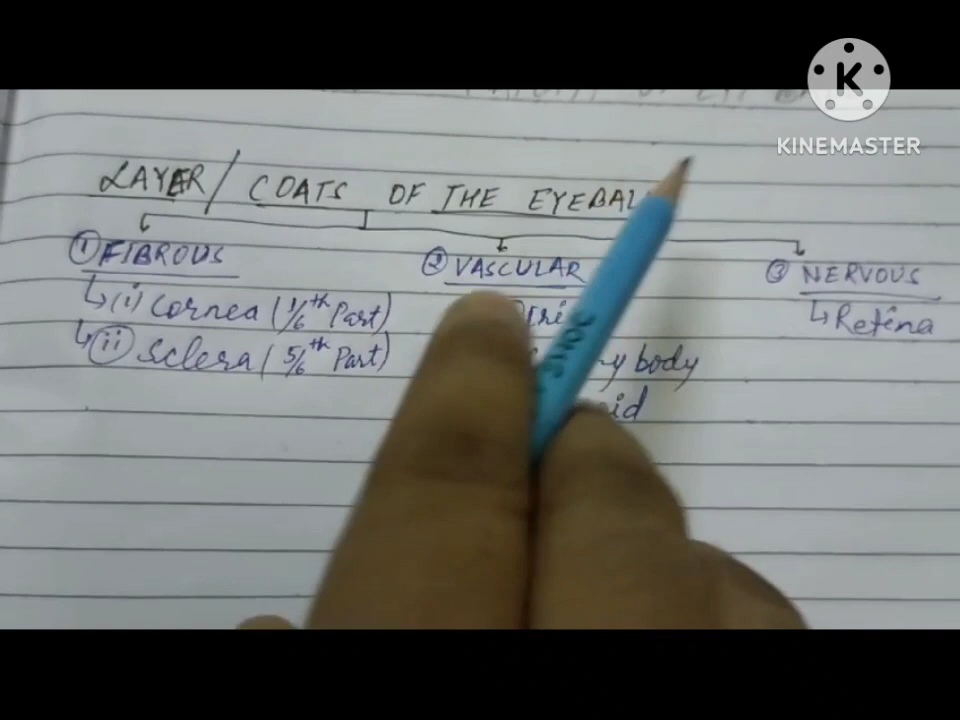 KINEMASTER
LAYER/ COATS OF THE
① FIBROUS
② VASCULAR
③ NERVOUS
↳ (i) Cornea (1/6th Part)
↳ Retina
↳ (ii) Sclera (5/6th Part)
body